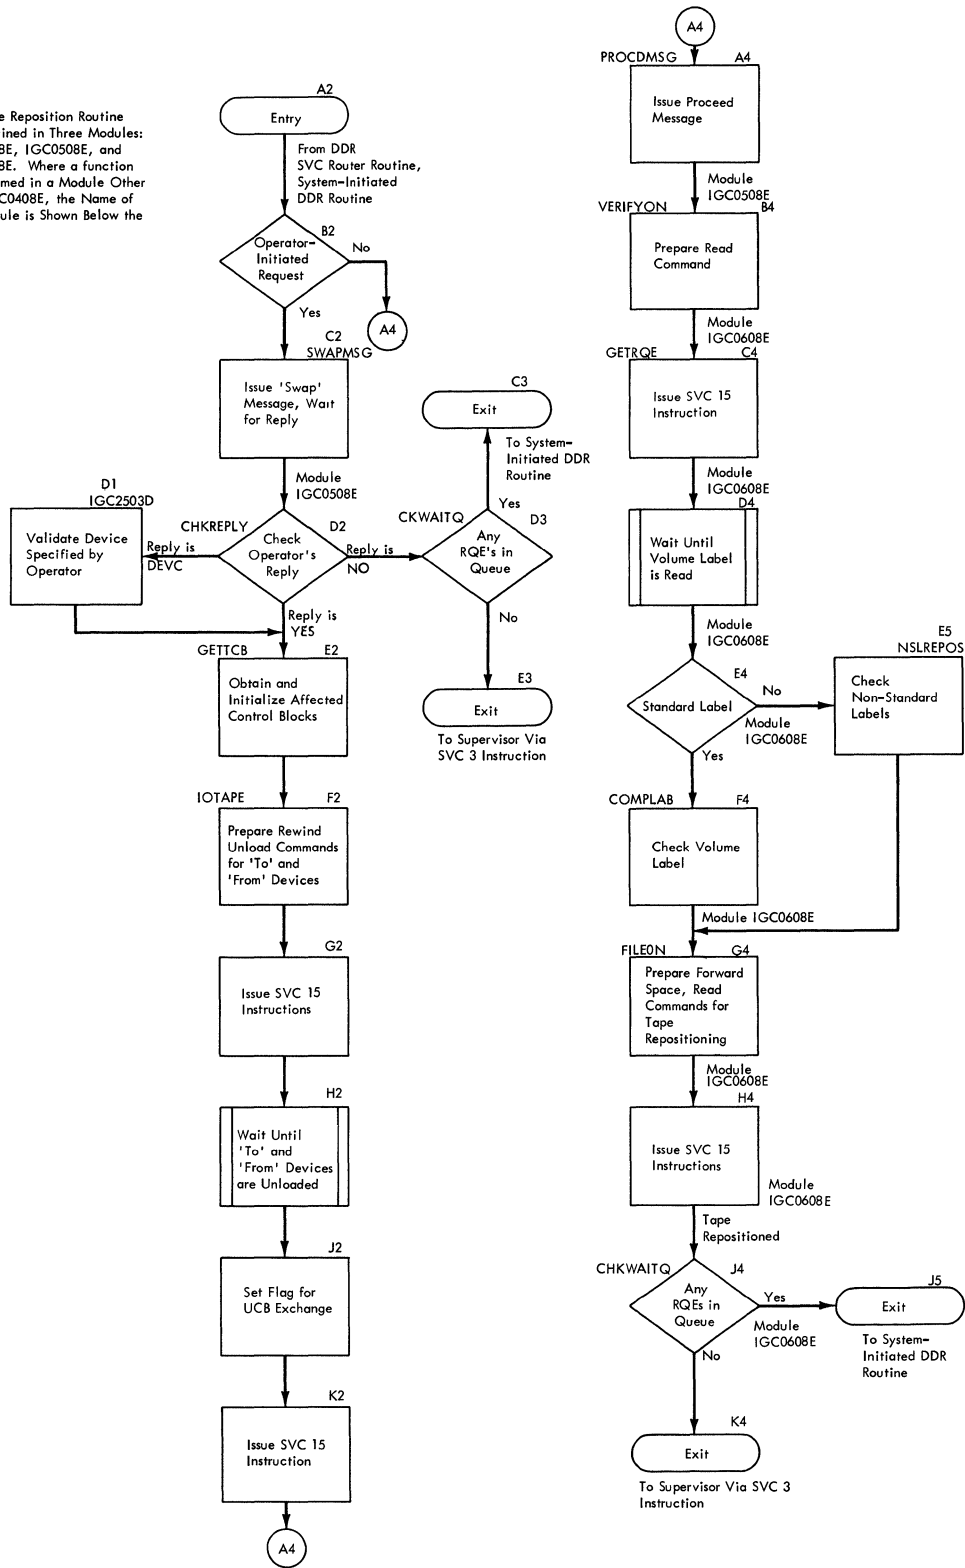 e Reposition Routine
ined in Three Modules:
8E, IGC0508E, and
8E. Where a function
med in a Module Other
C0408E, the Name of
ule is Shown Below the
A2
Entry
From DDR
SVC Router Routine,
System-Initiated
DDR Routine
B2
Operator-
Initiated
Request
No
A4
Yes
C2
SWAPMSG
Issue 'Swap'
Message, Wait
for Reply
Module
IGC0508E
D1
IGC2503D
Validate Device
Specified by
Operator
CHKREPLY
D2
Check
Operator's
Reply
Reply is
DEVC
Reply is
NO
Reply is
YES
C3
Exit
To System-
Initiated DDR
Routine
Yes
CKWAITQ
D3
Any
RQE's in
Queue
No
E3
Exit
To Supervisor Via
SVC 3 Instruction
GETTCB
E2
Obtain and
Initialize Affected
Control Blocks
IOTAPE
F2
Prepare Rewind
Unload Commands
for 'To' and
'From' Devices
G2
Issue SVC 15
Instructions
H2
Wait Until
'To' and
'From' Devices
are Unloaded
J2
Set Flag for
UCB Exchange
K2
Issue SVC 15
Instruction
A4
A4
PROCDMSG
A4
Issue Proceed
Message
Module
IGC0508E
VERIFYON
B4
Prepare Read
Command
Module
IGC0608E
GETRQE
C4
Issue SVC 15
Instruction
Module
IGC0608E
D4
Wait Until
Volume Label
is Read
Module
IGC0608E
E4
Standard Label
No
Module
IGC0608E
Yes
E5
NSLREPOS
Check
Non-Standard
Labels
COMPLAB
F4
Check Volume
Label
Module IGC0608E
FILE0N
G4
Prepare Forward
Space, Read
Commands for
Tape
Repositioning
Module
IGC0608E
H4
Issue SVC 15
Instructions
Module
IGC0608E
Tape
Repositioned
CHKWAITQ
J4
Any
RQEs in
Queue
Yes
Module
IGC0608E
No
J5
Exit
To System-
Initiated DDR
Routine
K4
Exit
To Supervisor Via SVC 3
Instruction